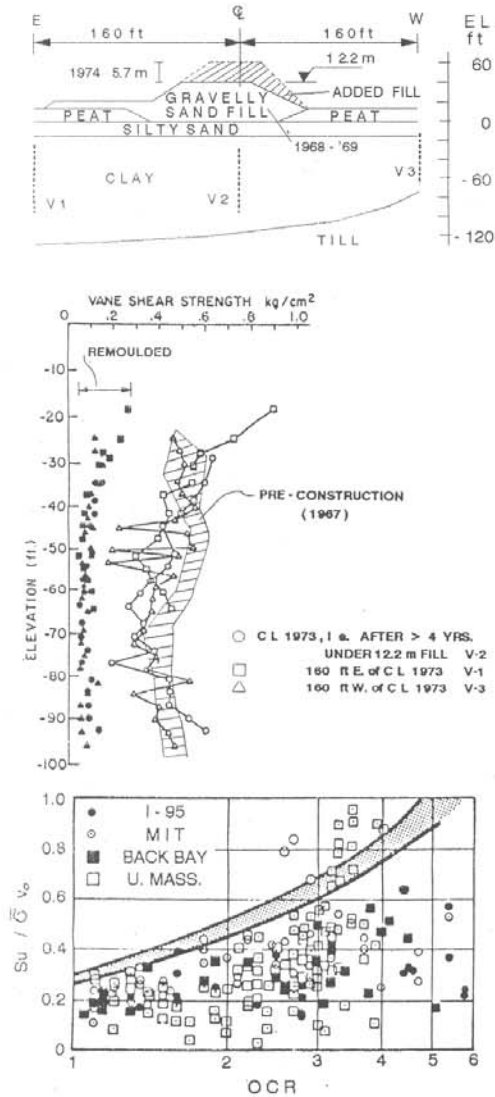 E ℄ W EL
160 FT 160 FT ft
1974 5.7 m 12.2 m 60
ADDED FILL
GRAVELLY
SAND FILL
PEAT PEAT 0
SILTY SAND
1968 - '69
CLAY V3
V1 V2 -60
TILL -120
VANE SHEAR STRENGTH kg/cm²
0 .2 .4 .6 .8 1.0
REMOULDED
-10
-20
-30
PRE-CONSTRUCTION
(1967)
-40
-50
-60
-70
-80
-90
-100
ELEVATION (ft.)
CL 1973, I e. AFTER > 4 YRS.
UNDER 12.2 m FILL V-2
160 ft E. of CL 1973 V-1
160 ft W. of CL 1973 V-3
1.0
I-95
MIT
BACK BAY
U. MASS.
0.8
0.6
0.4
0.2
0
Su / σ̄ vo
1 2 3 4 5 6
OCR